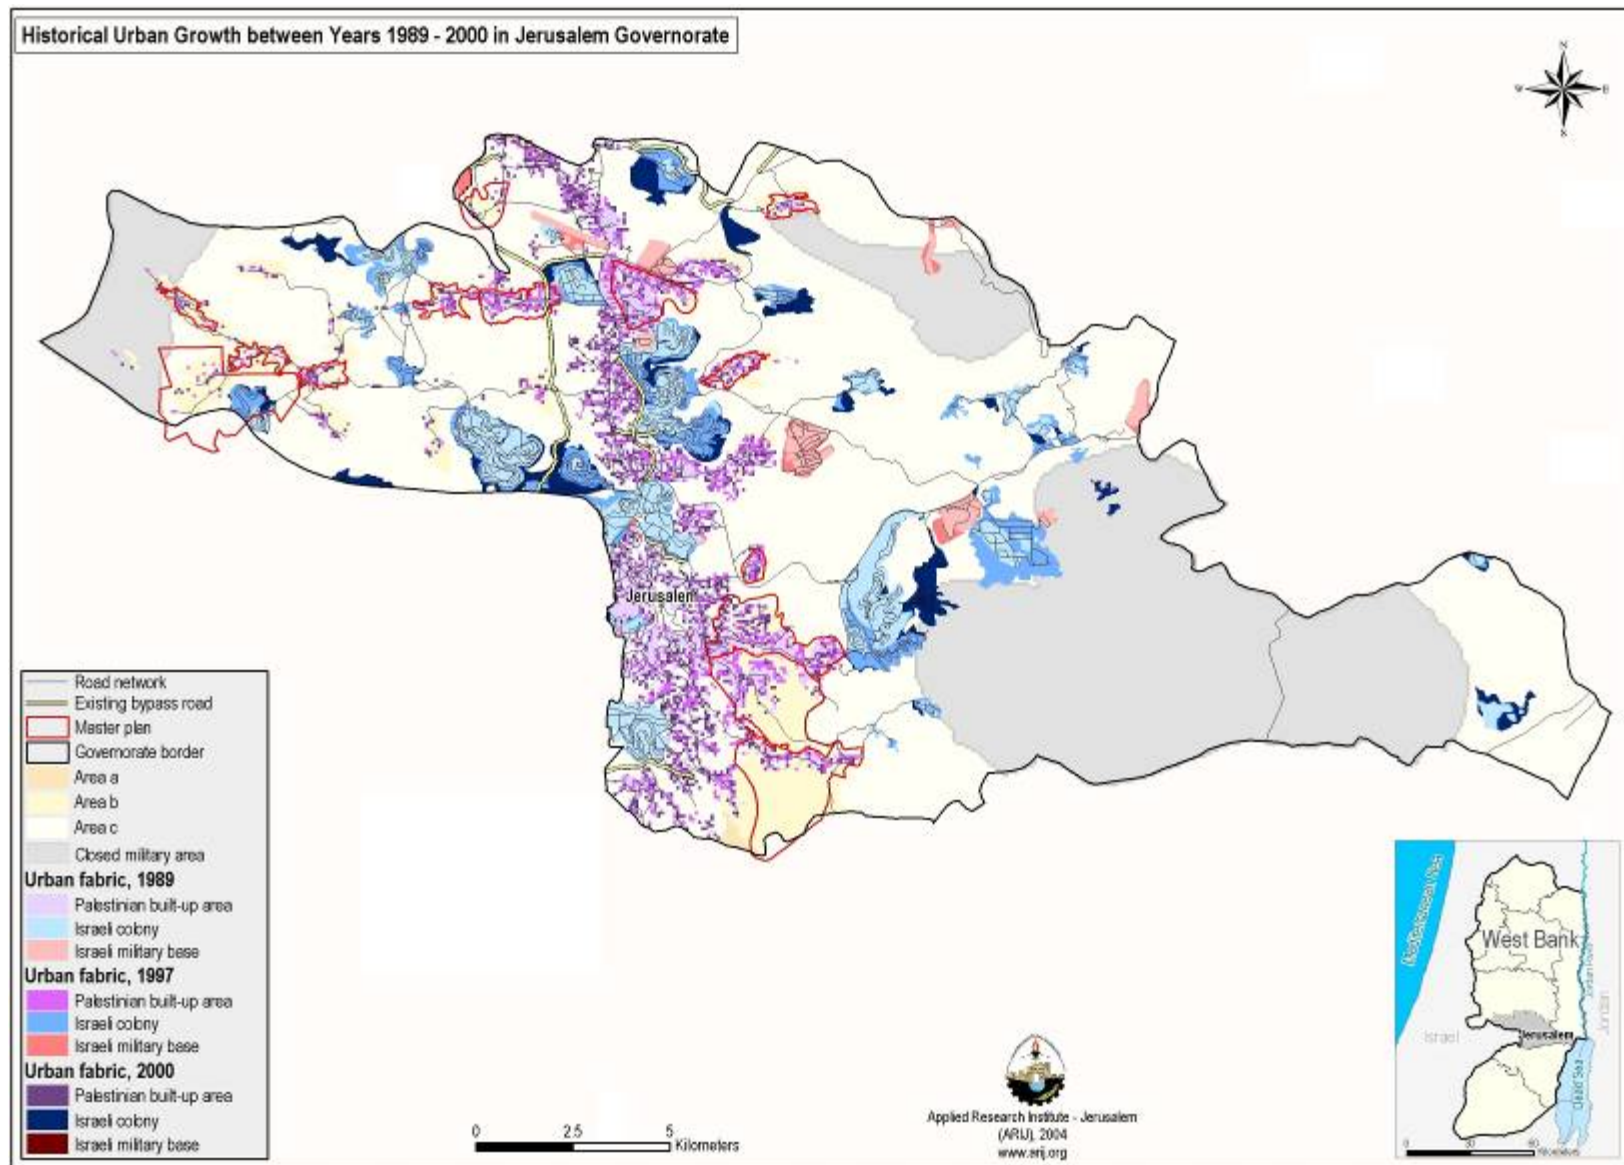 Historical Urban Growth between Years 1989 - 2000 in Jerusalem Governorate
N
W
E
S
Jerusalem
Road network
Existing bypass road
Master plan
Governorate border
Area a
Area b
Area c
Closed military area
Urban fabric, 1989
Palestinian built-up area
Israeli colony
Israeli military base
Urban fabric, 1997
Palestinian built-up area
Israeli colony
Israeli military base
Urban fabric, 2000
Palestinian built-up area
Israeli colony
Israeli military base
0 2.5 5
Kilometers
Applied Research Institute - Jerusalem
(ARIJ), 2004
www.arij.org
Mediterranean Sea
West Bank
Jordan
Israel
Jerusalem
Dead Sea
Kilometers